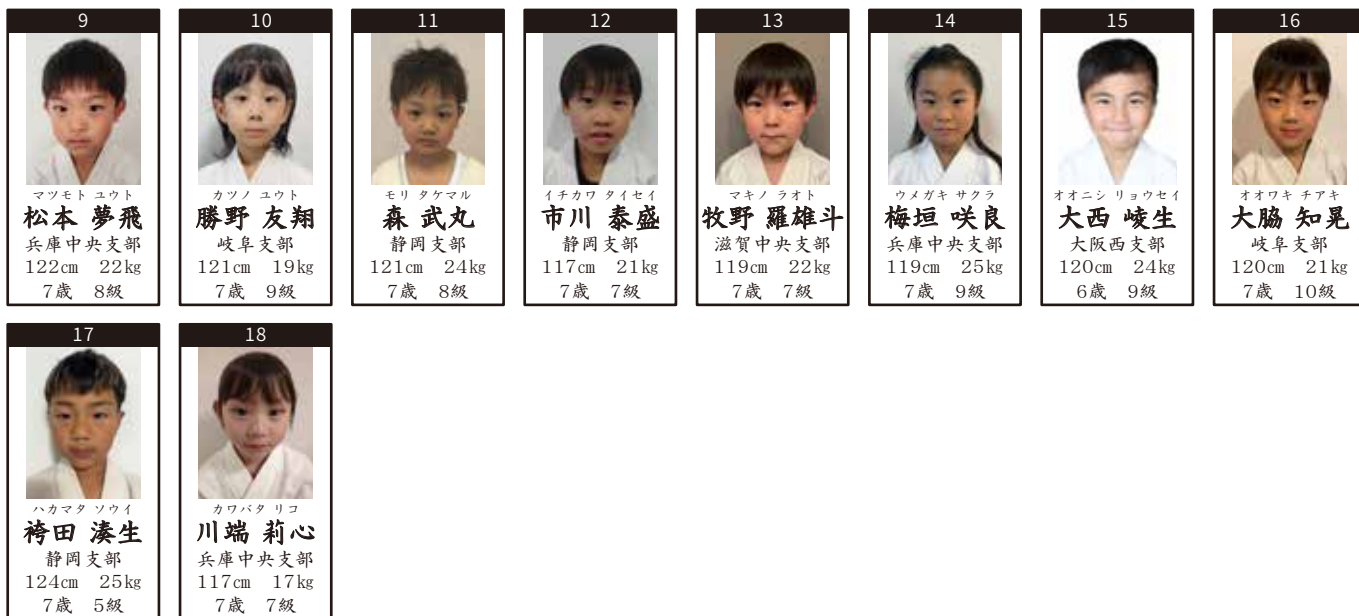 9
マツモト ユウト
松本 夢飛
兵庫中央支部
122cm 22kg
7歳 8級
10
カツノ ユウト
勝野 友翔
岐阜支部
121cm 19kg
7歳 9級
11
モリ タケマル
森 武丸
静岡支部
121cm 24kg
7歳 8級
12
イチカワ タイセイ
市川 泰盛
静岡支部
117cm 21kg
7歳 7級
13
マキノ ラオト
牧野 羅雄斗
滋賀中央支部
119cm 22kg
7歳 7級
14
ウメガキ サクラ
梅垣 咲良
兵庫中央支部
119cm 25kg
7歳 9級
15
オオニシ リョウセイ
大西 崚生
大阪西支部
120cm 24kg
6歳 9級
16
オオワキ チアキ
大脇 知晃
岐阜支部
120cm 21kg
7歳 10級
17
ハカマタ ソウイ
袴田 湊生
静岡支部
124cm 25kg
7歳 5級
18
カワバタ リコ
川端 莉心
兵庫中央支部
117cm 17kg
7歳 7級